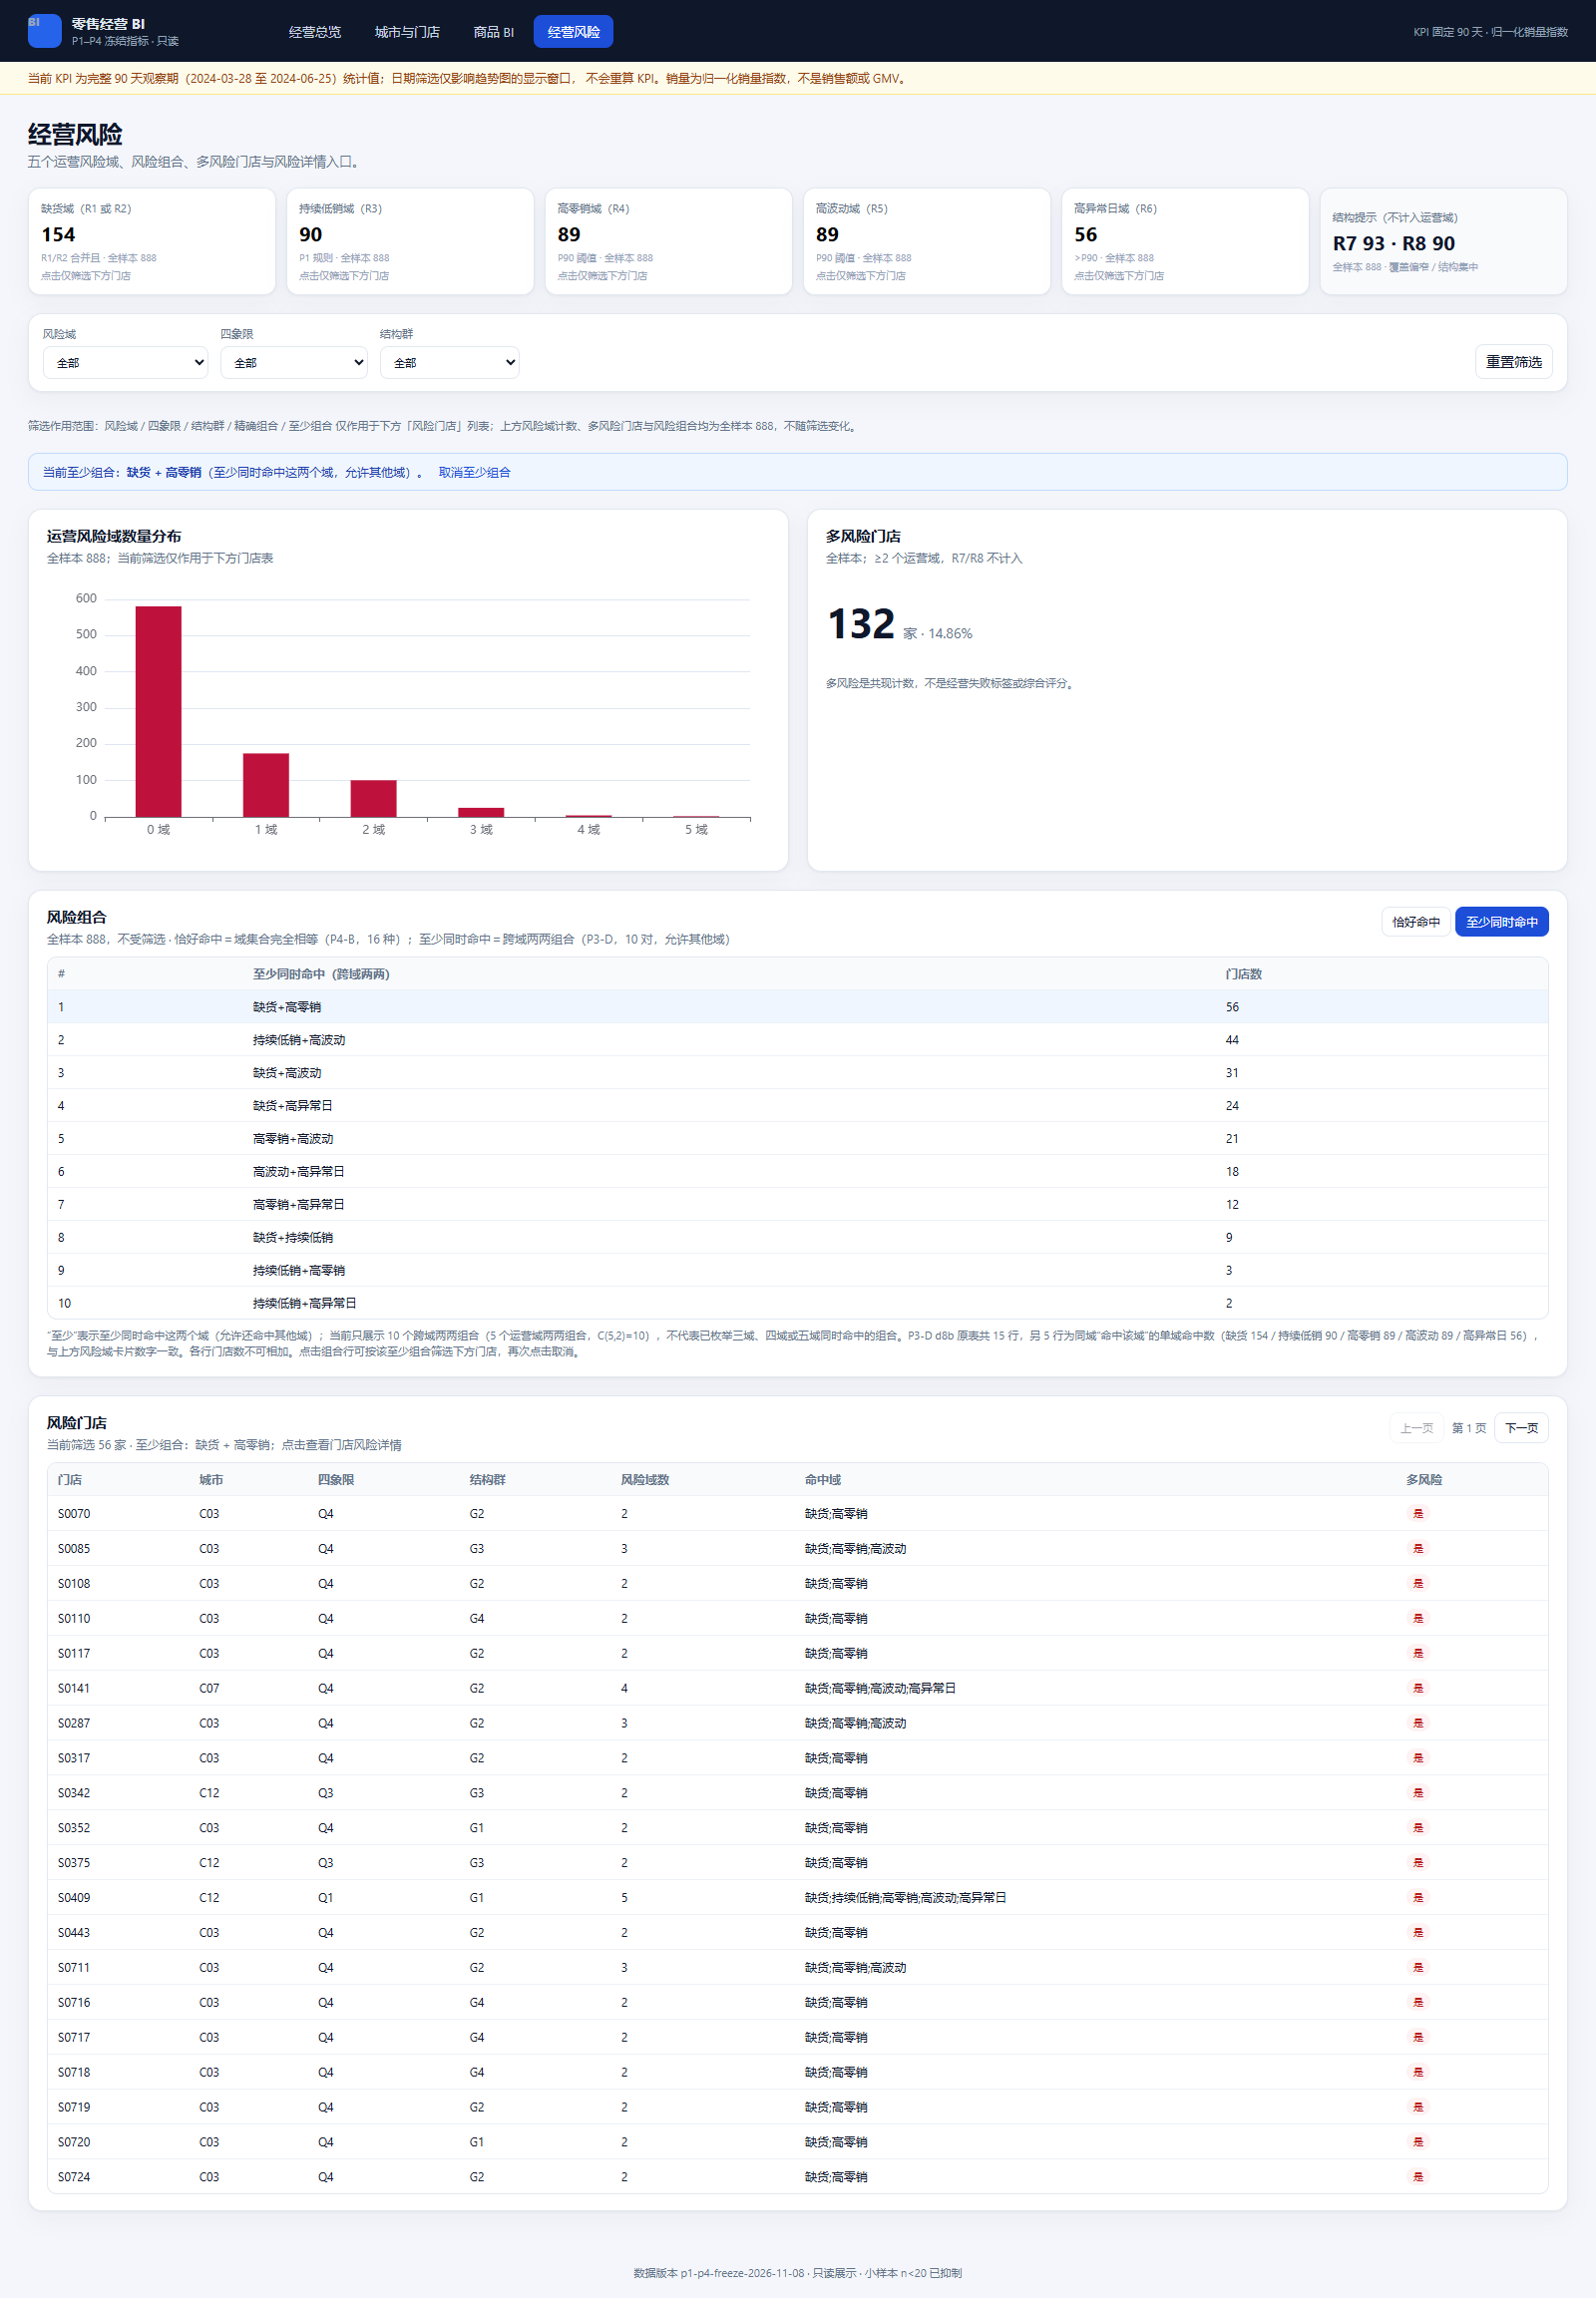 BI
零售经营 BI
P1–P4 冻结指标 · 只读
经营总览 城市与门店 商品 BI 经营风险
KPI 固定 90 天 · 归一化销量指数
当前 KPI 为完整 90 天观察期（2024-03-28 至 2024-06-25）统计值；日期筛选仅影响趋势图的显示窗口， 不会重算 KPI。销量为归一化销量指数，不是销售额或 GMV。
经营风险
五个运营风险域、风险组合、多风险门店与风险详情入口。
缺货域（R1 或 R2）
154
R1/R2 合并且 · 全样本 888
点击仅筛选下方门店
持续低销域（R3）
90
P1 规则 · 全样本 888
点击仅筛选下方门店
高零销域（R4）
89
P90 阈值 · 全样本 888
点击仅筛选下方门店
高波动域（R5）
89
P90 阈值 · 全样本 888
点击仅筛选下方门店
高异常日域（R6）
56
>P90 · 全样本 888
点击仅筛选下方门店
结构提示（不计入运营域）
R7 93 · R8 90
全样本 888 · 覆盖偏窄 / 结构集中
风险域 四象限 结构群
全部 全部 全部 重置筛选
筛选作用范围：风险域 / 四象限 / 结构群 / 精确组合 / 至少组合 仅作用于下方「风险门店」列表；上方风险域计数、多风险门店与风险组合均为全样本 888，不随筛选变化。
当前至少组合：缺货 + 高零销（至少同时命中这两个域，允许其他域）。 取消至少组合
运营风险域数量分布
全样本 888；当前筛选仅作用于下方门店表
600
500
400
300
200
100
0
0 域 1 域 2 域 3 域 4 域 5 域
多风险门店
全样本；≥2 个运营域，R7/R8 不计入
132 家 · 14.86%
多风险是共现计数，不是经营失败标签或综合评分。
风险组合
全样本 888，不受筛选 · 恰好命中 = 域集合完全相等（P4-B，16 种）；至少同时命中 = 跨域两两组合（P3-D，10 对，允许其他域）
恰好命中 至少同时命中
# 至少同时命中（跨域两两） 门店数
1 缺货+高零销 56
2 持续低销+高波动 44
3 缺货+高波动 31
4 缺货+高异常日 24
5 高零销+高波动 21
6 高波动+高异常日 18
7 高零销+高异常日 12
8 缺货+持续低销 9
9 持续低销+高零销 3
10 持续低销+高异常日 2
"至少"表示至少同时命中这两个域（允许还命中其他域）；当前只展示 10 个跨域两两组合（5 个运营域两两组合，C(5,2)=10），不代表已枚举三域、四域或五域同时命中的组合。P3-D d8b 原表共 15 行，另 5 行为同域"命中该域"的单域命中数（缺货 154 / 持续低销 90 / 高零销 89 / 高波动 89 / 高异常日 56），
与上方风险域卡片数字一致。各行门店数不可相加。点击组合行可按该至少组合筛选下方门店，再次点击取消。
风险门店
当前筛选 56 家 · 至少组合：缺货 + 高零销；点击查看门店风险详情
上一页 第 1 页 下一页
门店 城市 四象限 结构群 风险域数 命中域 多风险
S0070 C03 Q4 G2 2 缺货;高零销 是
S0085 C03 Q4 G3 3 缺货;高零销;高波动 是
S0108 C03 Q4 G2 2 缺货;高零销 是
S0110 C03 Q4 G4 2 缺货;高零销 是
S0117 C03 Q4 G2 2 缺货;高零销 是
S0141 C07 Q4 G2 4 缺货;高零销;高波动;高异常日 是
S0287 C03 Q4 G2 3 缺货;高零销;高波动 是
S0317 C03 Q4 G2 2 缺货;高零销 是
S0342 C12 Q3 G3 2 缺货;高零销 是
S0352 C03 Q4 G1 2 缺货;高零销 是
S0375 C12 Q3 G3 2 缺货;高零销 是
S0409 C12 Q1 G1 5 缺货;持续低销;高零销;高波动;高异常日 是
S0443 C03 Q4 G2 2 缺货;高零销 是
S0711 C03 Q4 G2 3 缺货;高零销;高波动 是
S0716 C03 Q4 G4 2 缺货;高零销 是
S0717 C03 Q4 G4 2 缺货;高零销 是
S0718 C03 Q4 G4 2 缺货;高零销 是
S0719 C03 Q4 G2 2 缺货;高零销 是
S0720 C03 Q4 G1 2 缺货;高零销 是
S0724 C03 Q4 G2 2 缺货;高零销 是
数据版本 p1-p4-freeze-2026-11-08 · 只读展示 · 小样本 n<20 已抑制